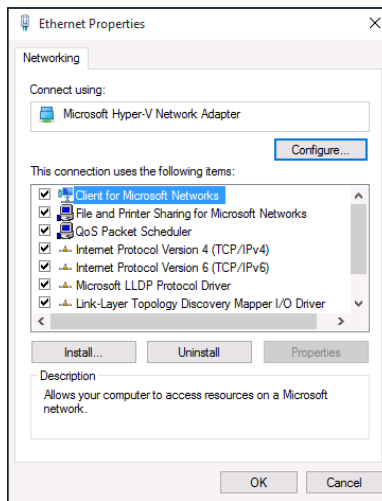 Ethernet Properties
Networking
Connect using:
Microsoft Hyper-V Network Adapter
Configure...
This connection uses the following items:
Client for Microsoft Networks
File and Printer Sharing for Microsoft Networks
QoS Packet Scheduler
Internet Protocol Version 4 (TCP/IPv4)
Internet Protocol Version 6 (TCP/IPv6)
Microsoft LLDP Protocol Driver
Link-Layer Topology Discovery Mapper I/O Driver
Install... Uninstall Properties
Description
Allows your computer to access resources on a Microsoft
network.
OK Cancel